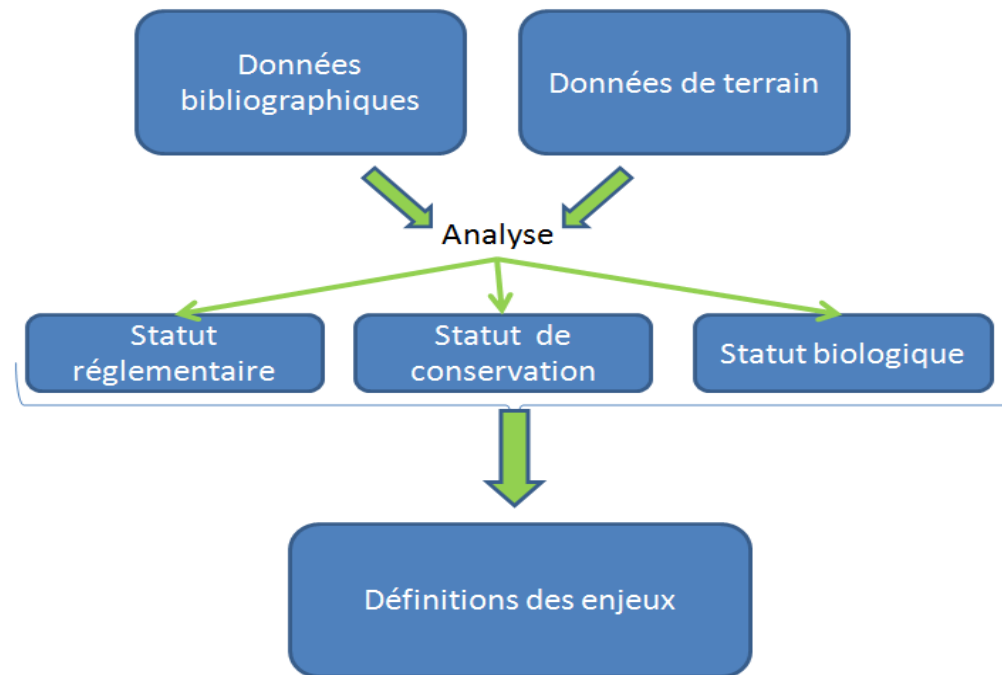 Données
bibliographiques
Données de terrain
Analyse
Statut
réglementaire
Statut de
conservation
Statut biologique
Définitions des enjeux